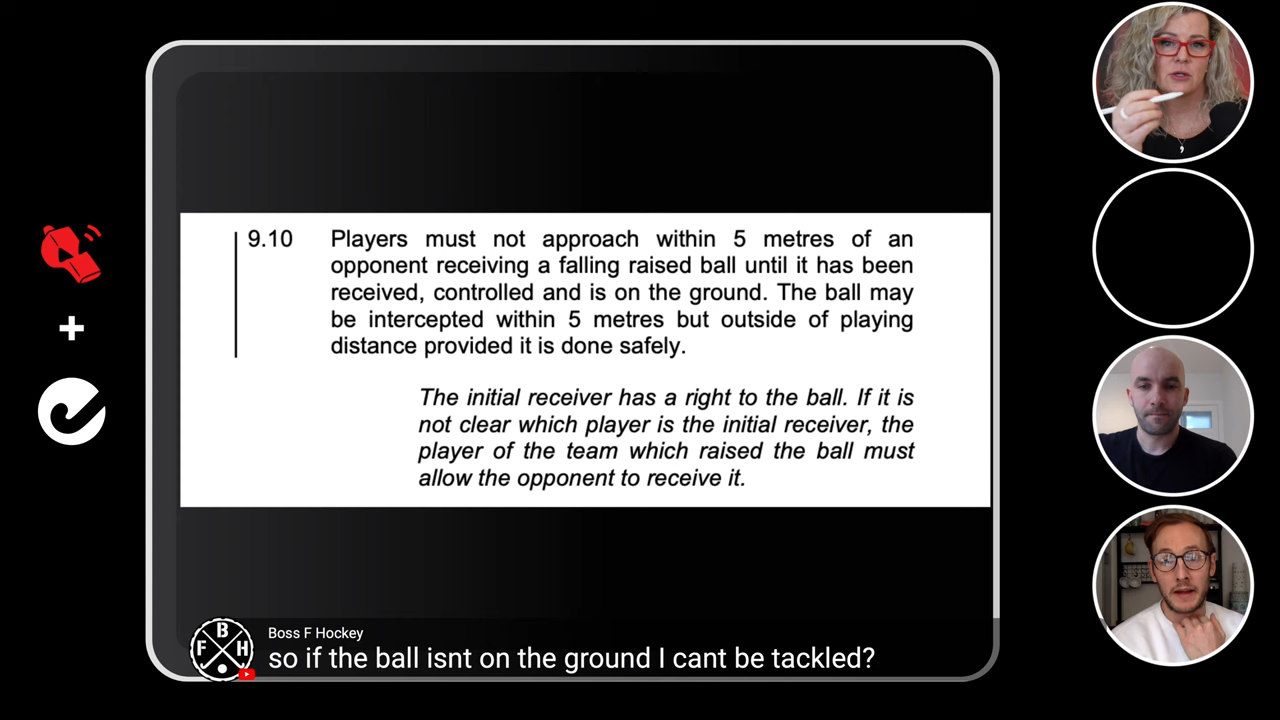 9.10 Players must not approach within 5 metres of an
opponent receiving a falling raised ball until it has been
received, controlled and is on the ground. The ball may
be intercepted within 5 metres but outside of playing
distance provided it is done safely.
The initial receiver has a right to the ball. If it is
not clear which player is the initial receiver, the
player of the team which raised the ball must
allow the opponent to receive it.
B
F H
Boss F Hockey
so if the ball isnt on the ground I cant be tackled?